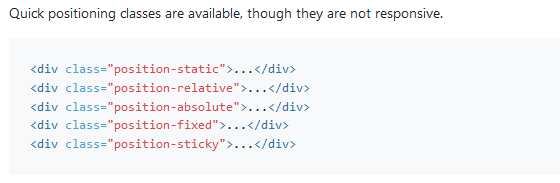 Quick positioning classes are available, though they are not responsive.
<div class="position-static">...</div>
<div class="position-relative">...</div>
<div class="position-absolute">...</div>
<div class="position-fixed">...</div>
<div class="position-sticky">...</div>